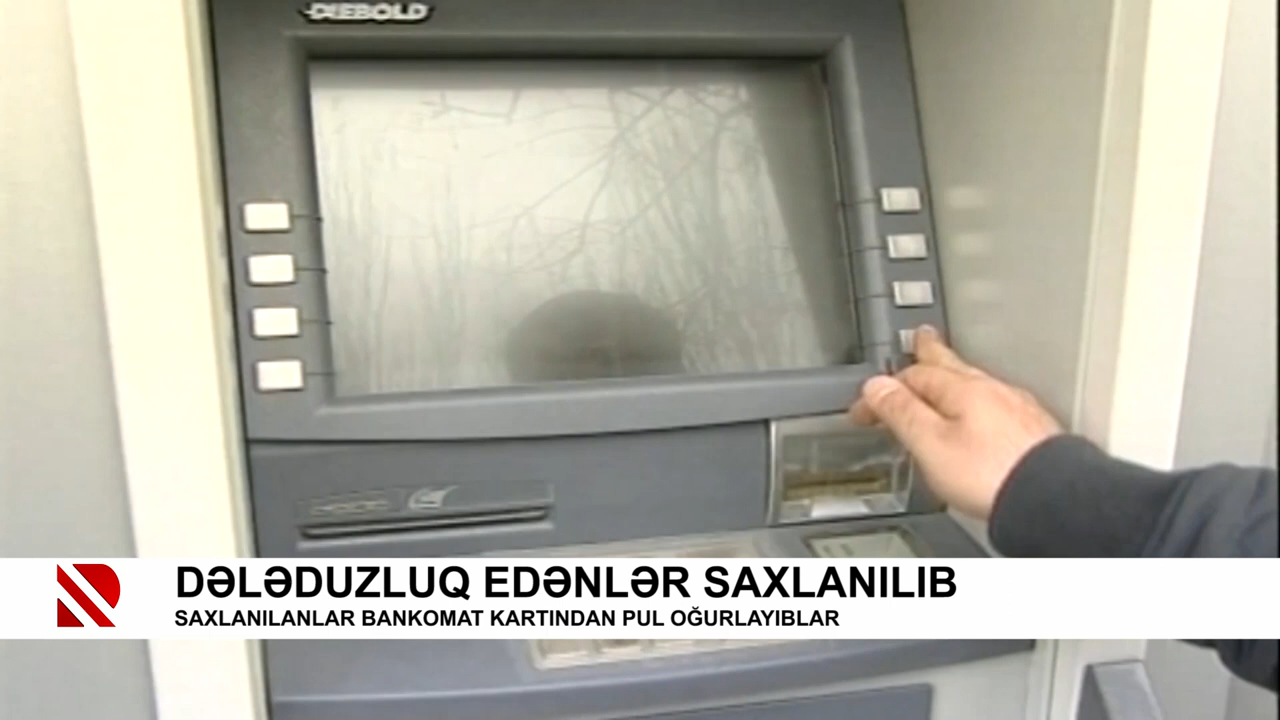 DIEBOLD
DƏLƏDUZLUQ EDƏNLƏR SAXLANILIB
SAXLANILANLAR BANKOMAT KARTINDAN PUL OĞURLAYIBLAR